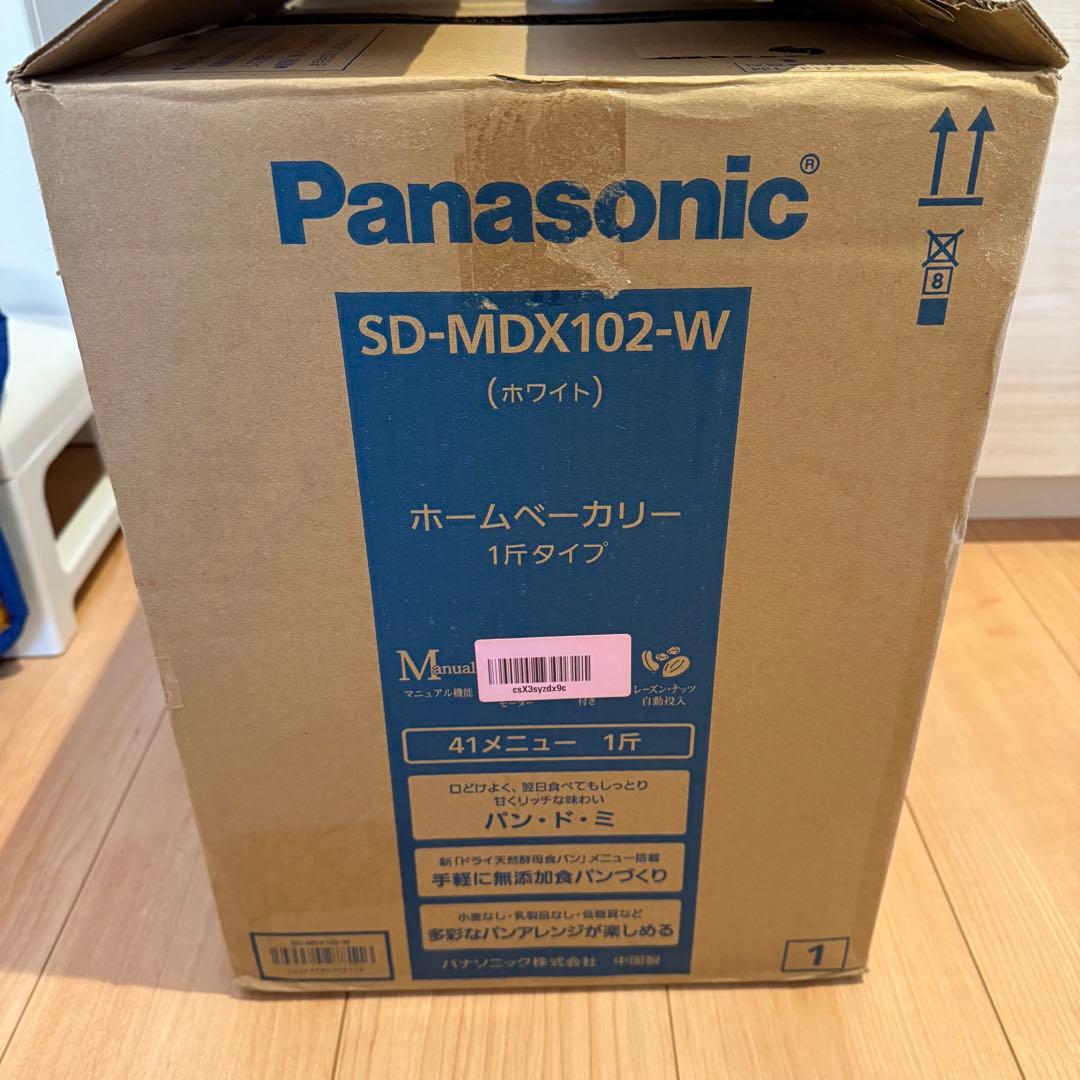 Panasonic®
8
SD-MDX102-W
(ホワイト)
ホームベーカリー
1斤タイプ
Manual
マニュアル機能
csX3syzdx9c
モーター
付き
レーズン・ナッツ
自動投入
41メニュー 1斤
口どけよく、翌日食べてもしっとり
甘くリッチな味わい
パン・ド・ミ
新「ドライ天然酵母食パン」メニュー搭載
手軽に無添加食パンづくり
小麦なし・乳製品なし・低糖質など
多彩なパンアレンジが楽しめる
パナソニック株式会社 中国製
SD-MDX102-W
1